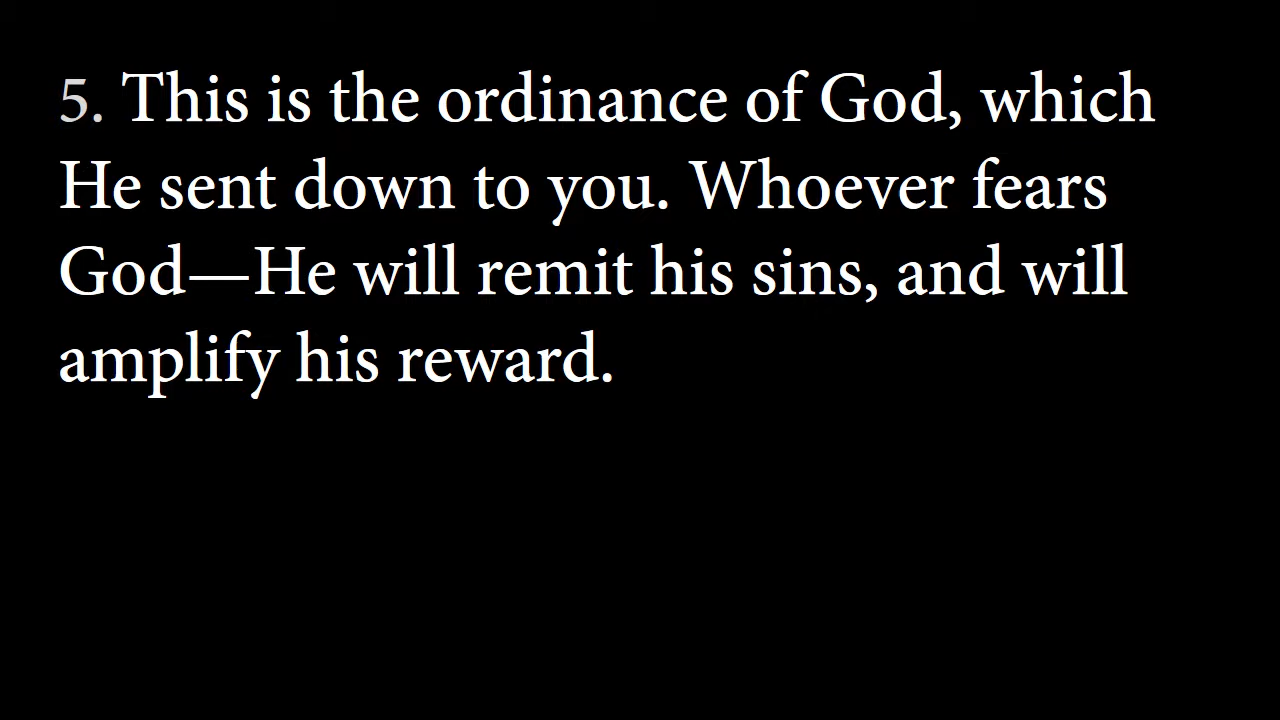 5. This is the ordinance of God, which
He sent down to you. Whoever fears
God—He will remit his sins, and will
amplify his reward.